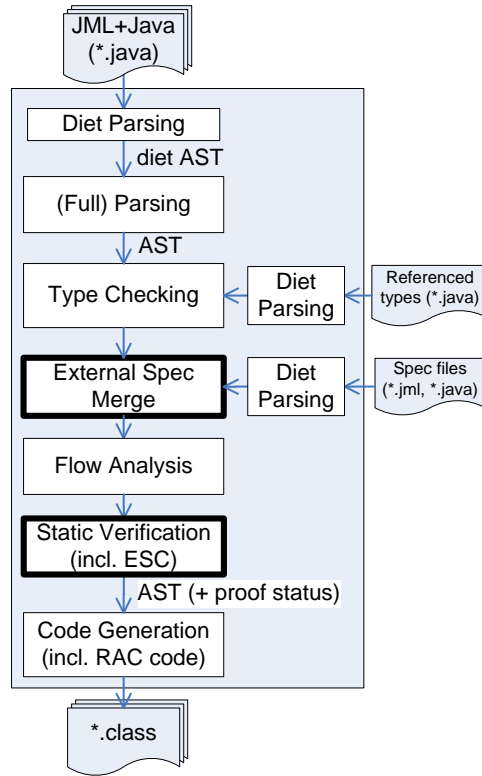 JML+Java
(*.java)
Diet Parsing
diet AST
(Full) Parsing
AST
Type Checking
Diet
Parsing
Referenced
types (*.java)
External Spec
Merge
Diet
Parsing
Spec files
(*.jml, *.java)
Flow Analysis
Static Verification
(incl. ESC)
AST (+ proof status)
Code Generation
(incl. RAC code)
*.class